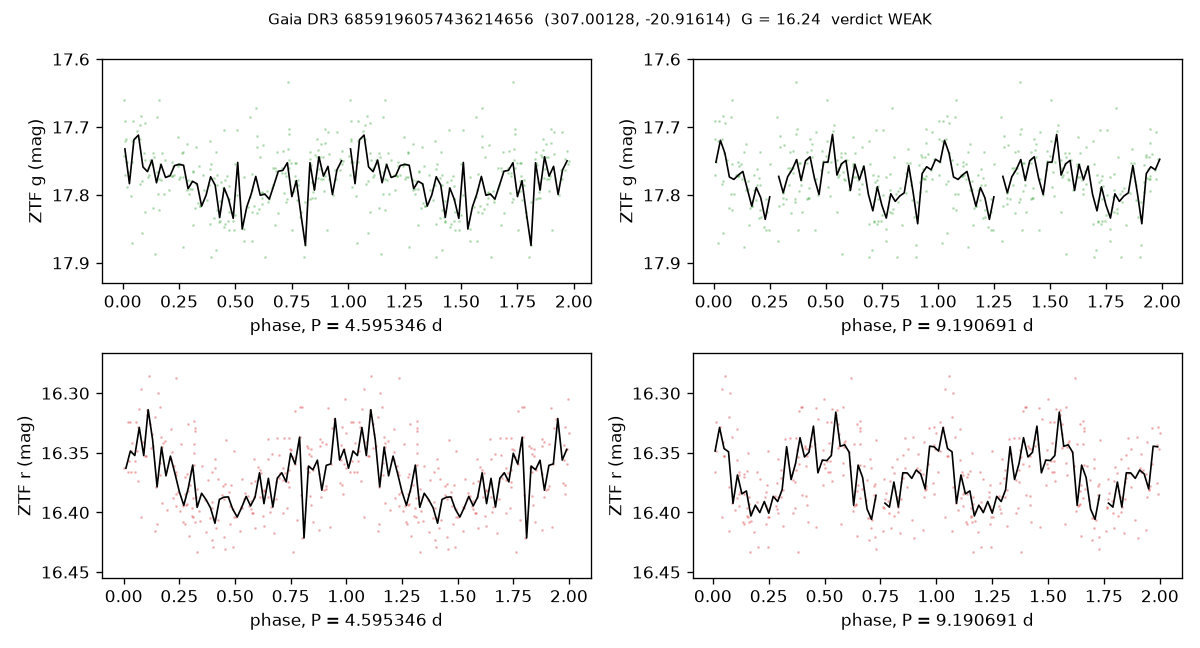 Gaia DR3 6859196057436214656 (307.00128, -20.91614) G = 16.24 verdict WEAK
17.6
17.7
17.8
17.9
ZTF g (mag)
0.00 0.25 0.50 0.75 1.00 1.25 1.50 1.75 2.00
phase, P = 4.595346 d
17.6
17.7
17.8
17.9
ZTF g (mag)
0.00 0.25 0.50 0.75 1.00 1.25 1.50 1.75 2.00
phase, P = 9.190691 d
16.30
16.35
16.40
16.45
ZTF r (mag)
0.00 0.25 0.50 0.75 1.00 1.25 1.50 1.75 2.00
phase, P = 4.595346 d
16.30
16.35
16.40
16.45
ZTF r (mag)
0.00 0.25 0.50 0.75 1.00 1.25 1.50 1.75 2.00
phase, P = 9.190691 d